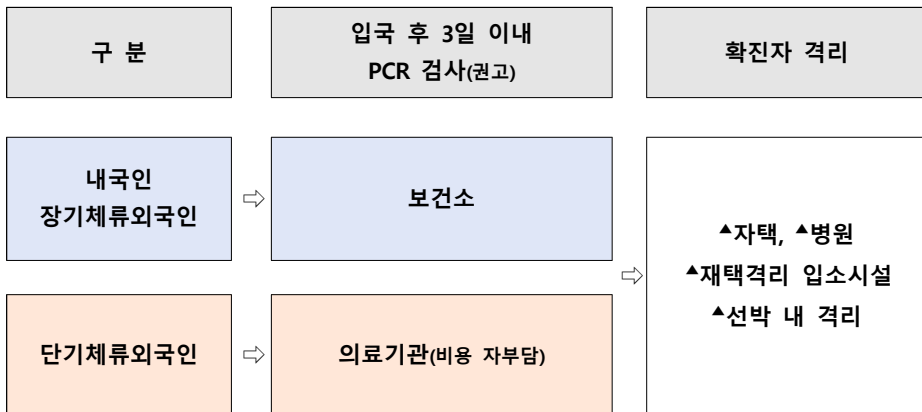 구 분
입국 후 3일 이내
PCR 검사(권고)
확진자 격리
내국인
장기체류외국인
⇨
보건소
단기체류외국인
⇨
의료기관(비용 자부담)
⇨
▲자택, ▲병원
▲재택격리 입소시설
▲선박 내 격리